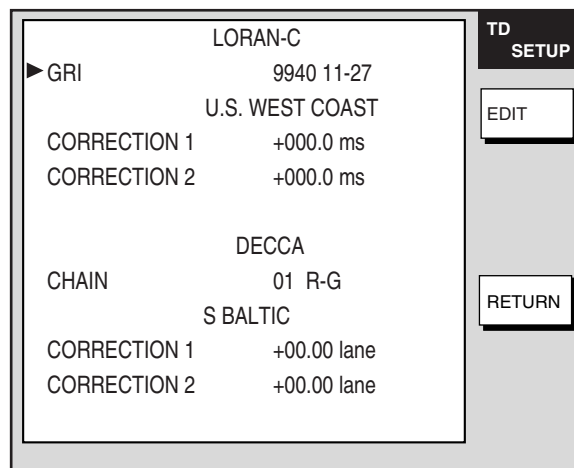 LORAN-C
▶GRI 9940 11-27
U.S. WEST COAST
CORRECTION 1 +000.0 ms
CORRECTION 2 +000.0 ms
DECCA
CHAIN 01 R-G
S BALTIC
CORRECTION 1 +00.00 lane
CORRECTION 2 +00.00 lane
TD
SETUP
EDIT
RETURN